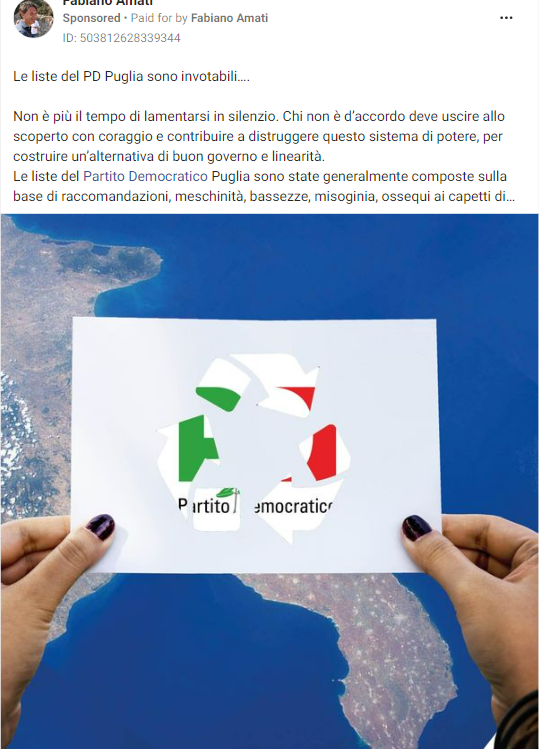 Fabiano Amati
Sponsored • Paid for by Fabiano Amati
ID: 503812628339344
Le liste del PD Puglia sono invotabili....
Non è più il tempo di lamentarsi in silenzio. Chi non è d'accordo deve uscire allo
scoperto con coraggio e contribuire a distruggere questo sistema di potere, per
costruire un'alternativa di buon governo e linearità.
Le liste del Partito Democratico Puglia sono state generalmente composte sulla
base di raccomandazioni, meschinità, bassezze, misoginia, ossequi ai capetti di...
Partito emocratico